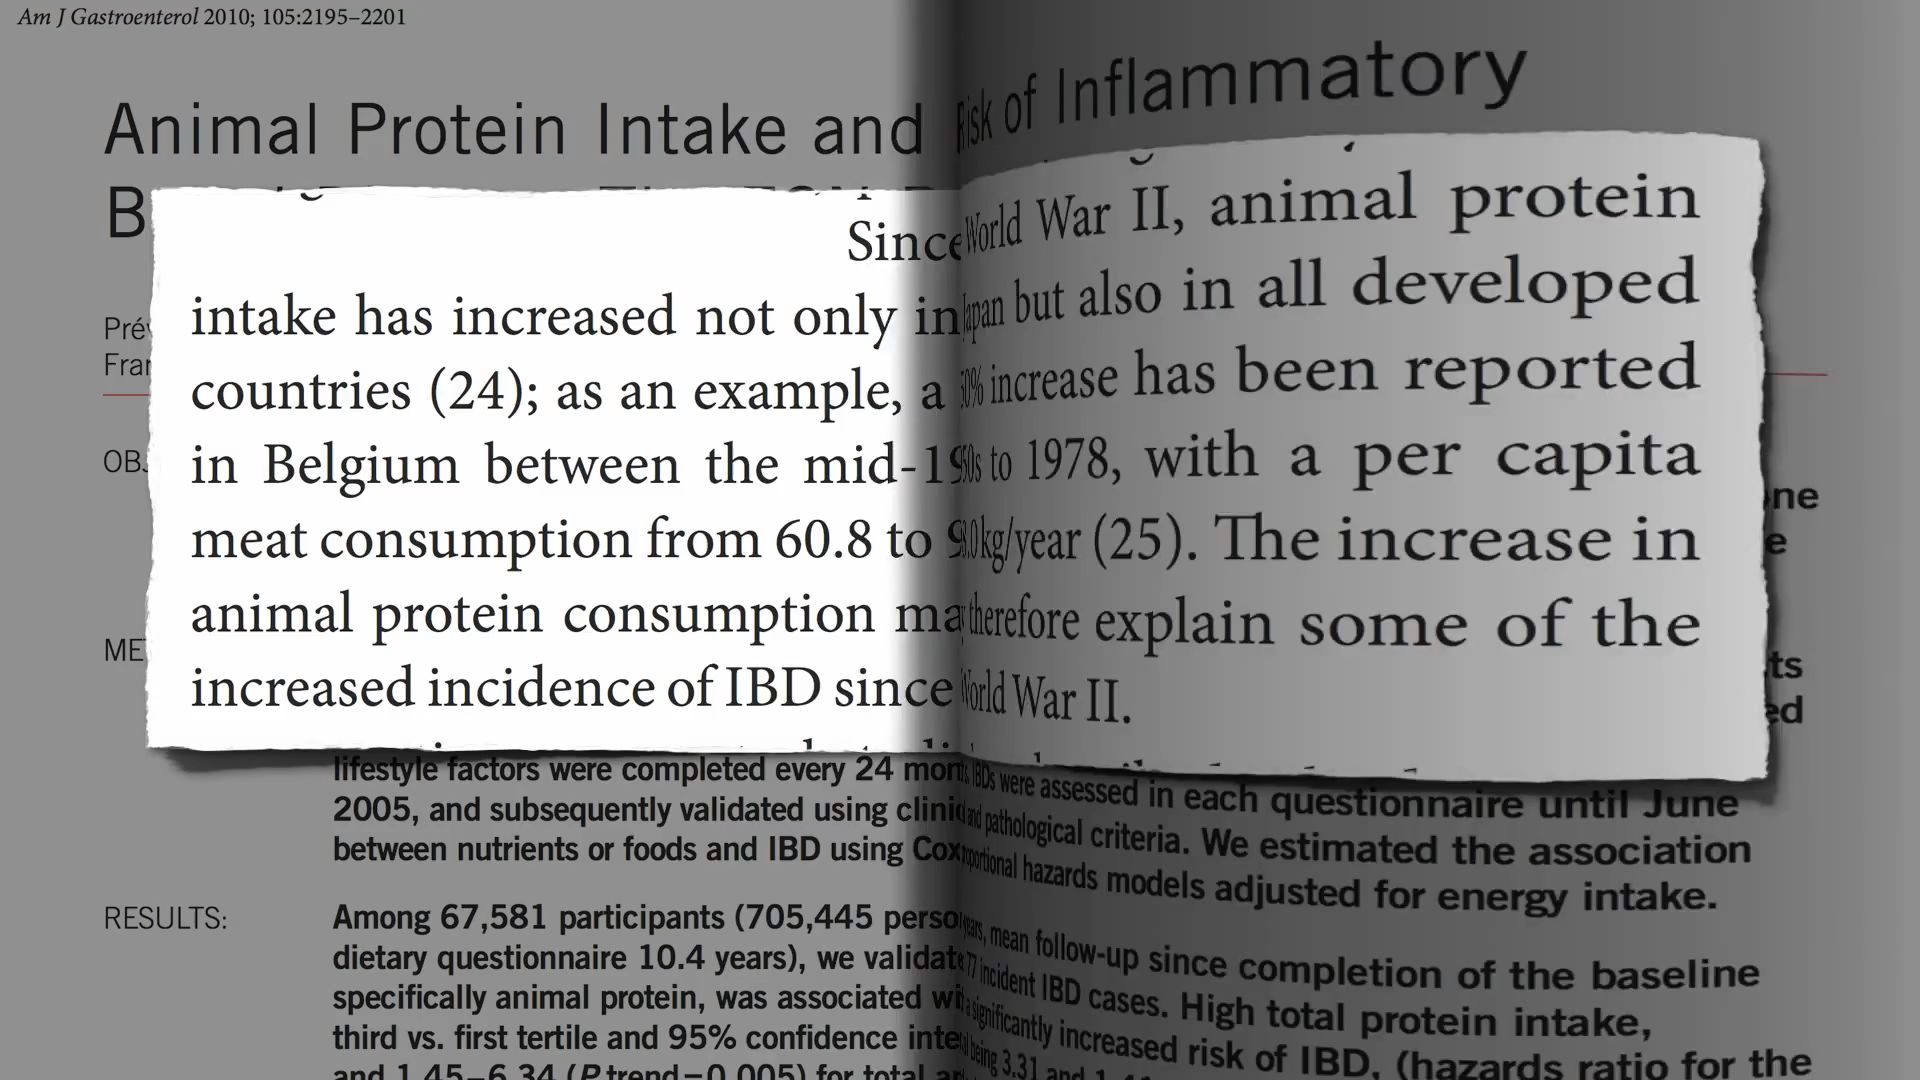 Am J Gastroenterol 2010; 105:2195–2201
Animal Protein Intake and Risk of Inflammatory
B
Since World War II, animal protein
intake has increased not only in Japan but also in all developed
countries (24); as an example, a 50% increase has been reported
in Belgium between the mid-1950s to 1978, with a per capita
meat consumption from 60.8 to 98.0 kg/year (25). The increase in
animal protein consumption may therefore explain some of the
increased incidence of IBD since World War II.
lifestyle factors were completed every 24 months. IBDs were assessed in each questionnaire until June
2005, and subsequently validated using clinical and pathological criteria. We estimated the association
between nutrients or foods and IBD using Cox proportional hazards models adjusted for energy intake.
RESULTS: Among 67,581 participants (705,445 person-years, mean follow-up since completion of the baseline
dietary questionnaire 10.4 years), we validated 77 incident IBD cases. High total protein intake,
specifically animal protein, was associated with a significantly increased risk of IBD, (hazards ratio for the
third vs. first tertile and 95% confidence interval being 3.31 and